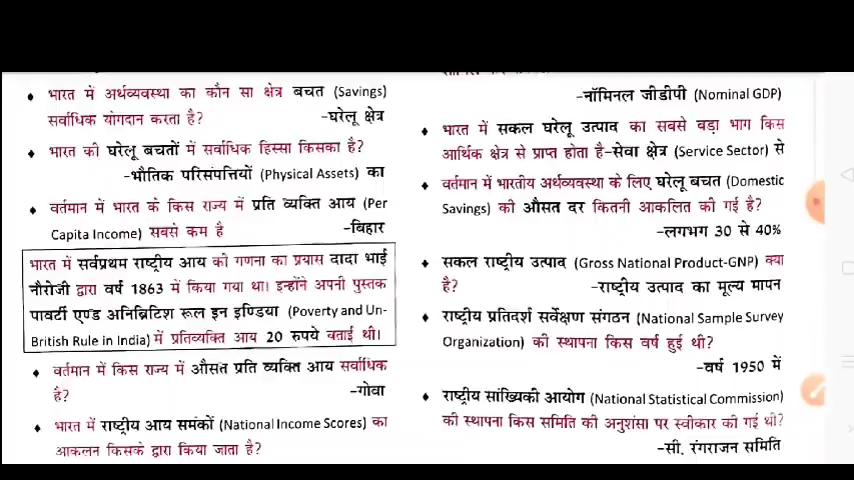 ♦ भारत में अर्थव्यवस्था का कौन सा क्षेत्र बचत (Savings)
सर्वाधिक योगदान करता है? -घरेलू क्षेत्र
♦ भारत की घरेलू बचतों में सर्वाधिक हिस्सा किसका है?
-भौतिक परिसंपत्तियों (Physical Assets) का
♦ वर्तमान में भारत के किस राज्य में प्रति व्यक्ति आय (Per
Capita Income) सबसे कम है -बिहार
भारत में सर्वप्रथम राष्ट्रीय आय की गणना का प्रयास दादा भाई
नौरोजी द्वारा वर्ष 1863 में किया गया था। इन्होंने अपनी पुस्तक
पावर्टी एण्ड अनिब्रिटिश रूल इन इण्डिया (Poverty and Un-
British Rule in India) में प्रतिव्यक्ति आय 20 रुपये बताई थी।
♦ वर्तमान में किस राज्य में औसत प्रति व्यक्ति आय सर्वाधिक
है? -गोवा
♦ भारत में राष्ट्रीय आय समंकों (National Income Scores) का
आकलन किसके द्वारा किया जाता है?
-नॉमिनल जीडीपी (Nominal GDP)
♦ भारत में सकल घरेलू उत्पाद का सबसे बड़ा भाग किस
आर्थिक क्षेत्र से प्राप्त होता है-सेवा क्षेत्र (Service Sector) से
♦ वर्तमान में भारतीय अर्थव्यवस्था के लिए घरेलू बचत (Domestic
Savings) की औसत दर कितनी आकलित की गई है?
-लगभग 30 से 40%
♦ सकल राष्ट्रीय उत्पाद (Gross National Product-GNP) क्या
है? -राष्ट्रीय उत्पाद का मूल्य मापन
♦ राष्ट्रीय प्रतिदर्श सर्वेक्षण संगठन (National Sample Survey
Organization) की स्थापना किस वर्ष हुई थी?
-वर्ष 1950 में
♦ राष्ट्रीय सांख्यिकी आयोग (National Statistical Commission)
की स्थापना किस समिति की अनुशंसा पर स्वीकार की गई थी?
-सी. रंगराजन समिति